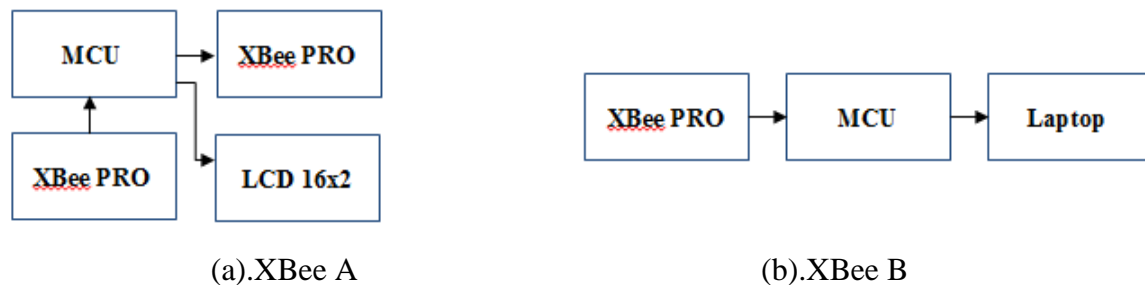 MCU
XBee PRO
XBee PRO
LCD 16x2
(a).XBee A
XBee PRO
MCU
Laptop
(b).XBee B